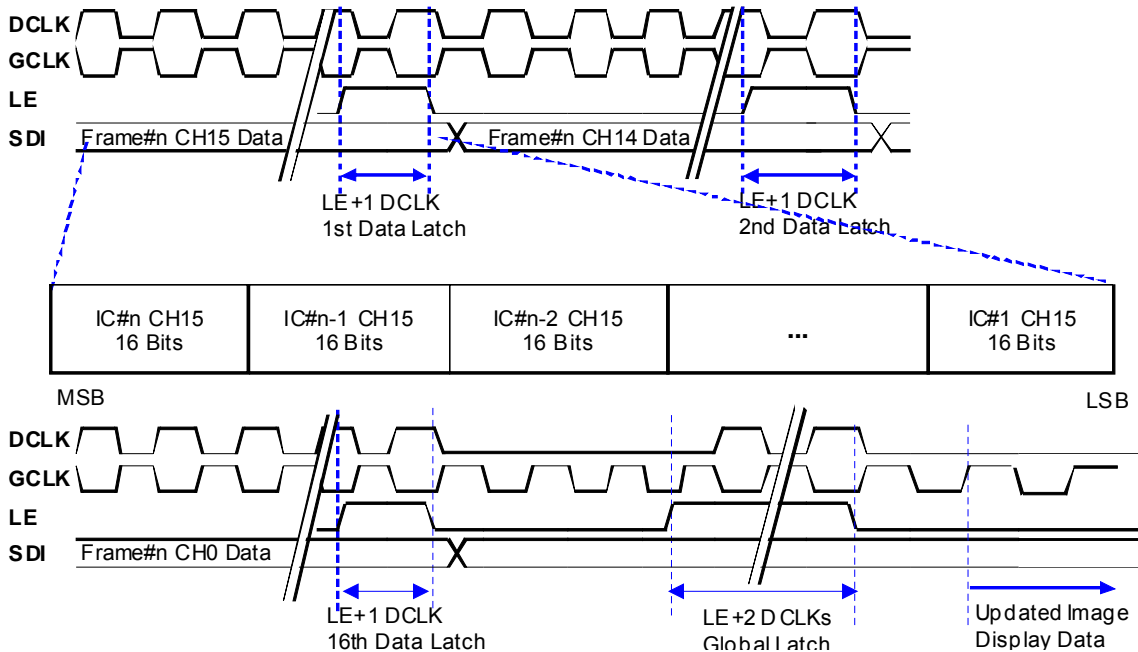 DCLK
GCLK
LE
SDI
Frame#n CH15 Data
Frame#n CH14 Data
LE+1 DCLK
1st Data Latch
LE+1 DCLK
2nd Data Latch
IC#n CH15
16 Bits
IC#n-1 CH15
16 Bits
IC#n-2 CH15
16 Bits
...
IC#1 CH15
16 Bits
MSB
LSB
DCLK
GCLK
LE
SDI
Frame#n CH0 Data
LE+1 DCLK
16th Data Latch
LE+2 DCLKs
Global Latch
Updated Image
Display Data